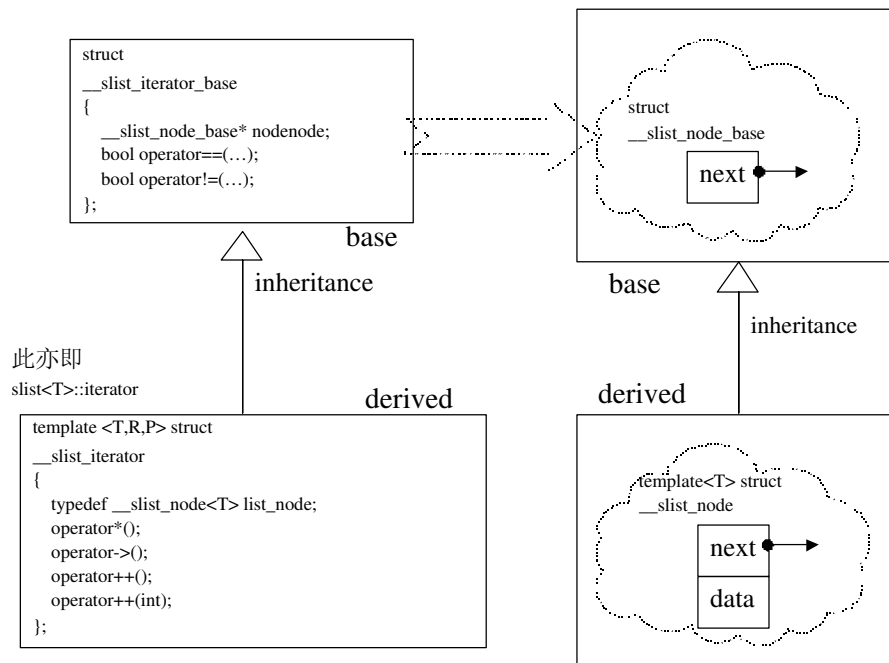 struct
__slist_iterator_base
{
__slist_node_base* nodenode;
bool operator==(…);
bool operator!=(…);
};
base
inheritance
struct
__slist_node_base
next
base
inheritance
此亦即
slist<T>::iterator
derived
template <T,R,P> struct
__slist_iterator
{
typedef __slist_node<T> list_node;
operator*();
operator->();
operator++();
operator++(int);
};
derived
template<T> struct
__slist_node
next
data